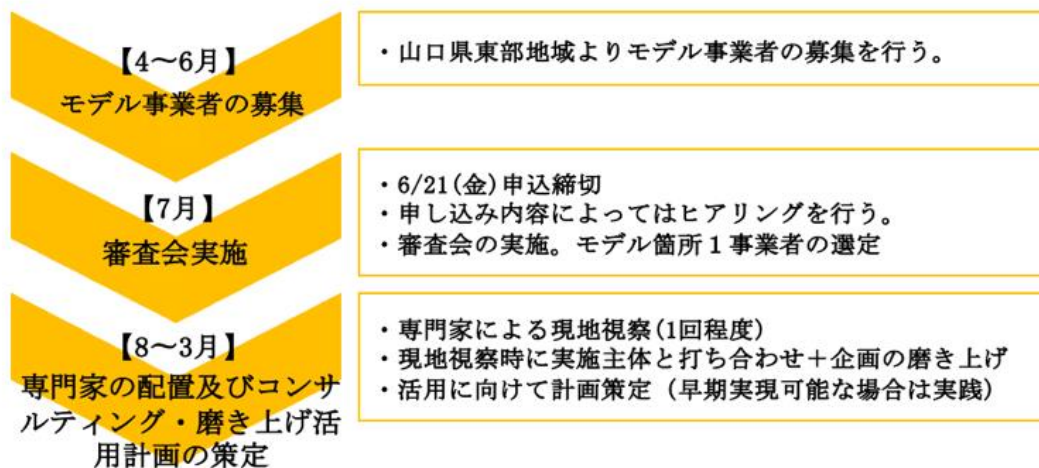 【4～6月】
モデル事業者の募集
・山口県東部地域よりモデル事業者の募集を行う。
【7月】
審査会実施
・6/21(金)申込締切
・申し込み内容によってはヒアリングを行う。
・審査会の実施。モデル箇所１事業者の選定
【8～3月】
専門家の配置及びコンサ
ルティング・磨き上げ活
用計画の策定
・専門家による現地視察(1回程度)
・現地視察時に実施主体と打ち合わせ＋企画の磨き上げ
・活用に向けて計画策定（早期実現可能な場合は実践）